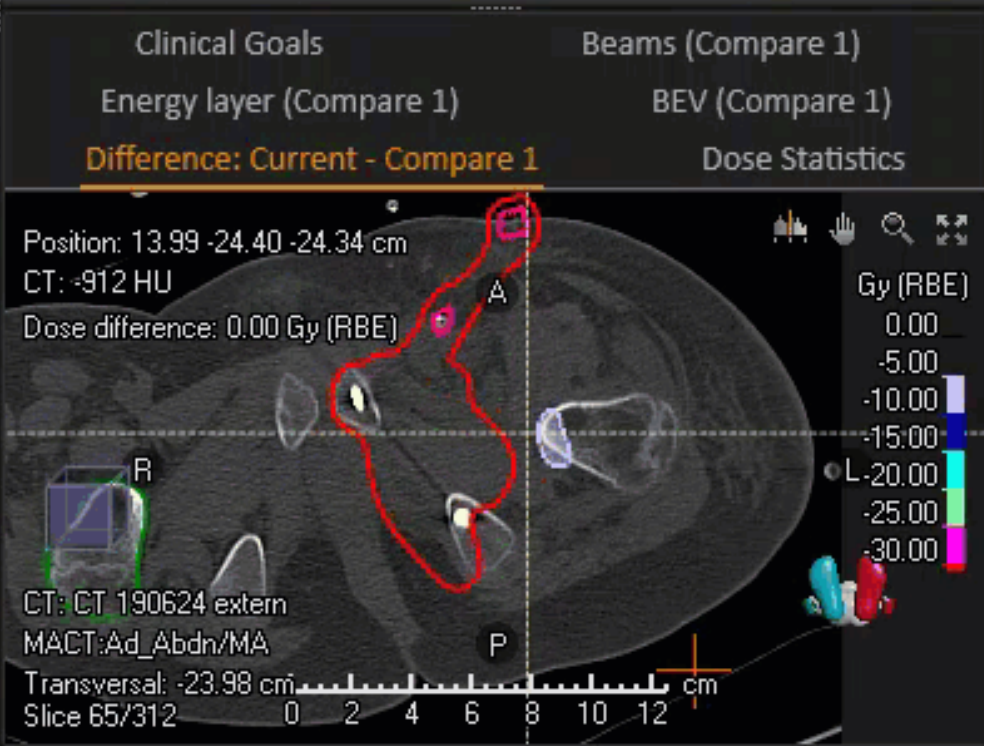 Clinical Goals Beams (Compare 1)
Energy layer (Compare 1) BEV (Compare 1)
Difference: Current - Compare 1 Dose Statistics
Position: 13.99 -24.40 -24.34 cm
CT: -912 HU
Dose difference: 0.00 Gy (RBE)
A
R
L
P
Gy (RBE)
0.00
-5.00
-10.00
-15.00
-20.00
-25.00
-30.00
CT: CT 190624 extern
MACT:Ad_Abdn/MA
Transversal: -23.98 cm
Slice 65/312
cm
0 2 4 6 8 10 12